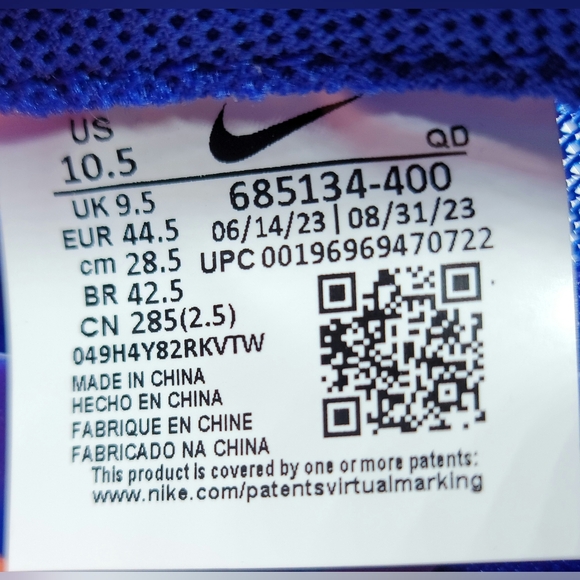 US
10.5
QD
UK 9.5
EUR 44.5
cm 28.5
BR 42.5
CN 285(2.5)
685134-400
06/14/23 | 08/31/23
UPC 00196969470722
049H4Y82RKVTW
MADE IN CHINA
HECHO EN CHINA
FABRIQUE EN CHINE
FABRICADO NA CHINA
This product is covered by one or more patents:
www.nike.com/patentsvirtualmarking